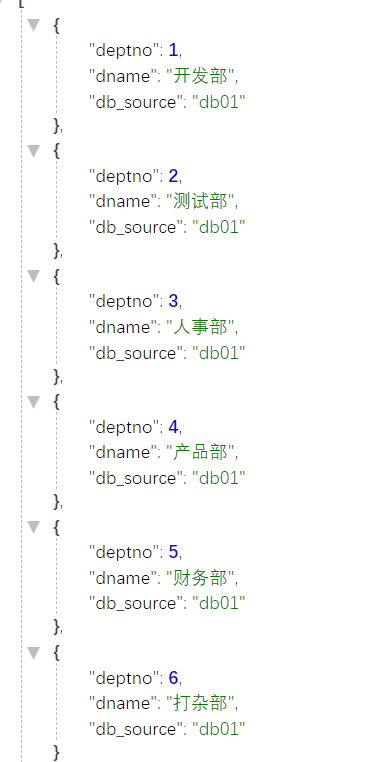 [
{
"deptno": 1,
"dname": "开发部",
"db_source": "db01"
},
{
"deptno": 2,
"dname": "测试部",
"db_source": "db01"
},
{
"deptno": 3,
"dname": "人事部",
"db_source": "db01"
},
{
"deptno": 4,
"dname": "产品部",
"db_source": "db01"
},
{
"deptno": 5,
"dname": "财务部",
"db_source": "db01"
},
{
"deptno": 6,
"dname": "打杂部",
"db_source": "db01"
}